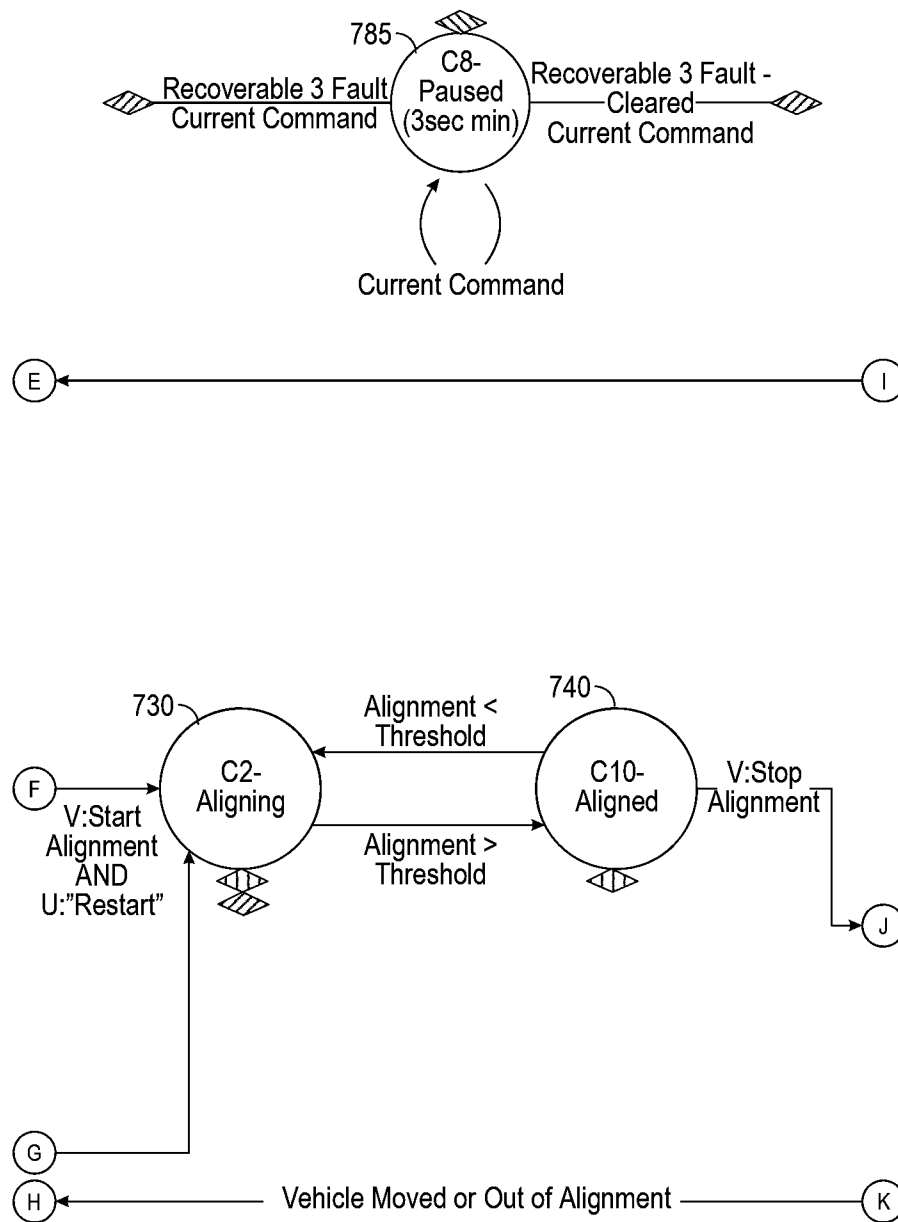 785
C8-
Paused
(3sec min)
Recoverable 3 Fault
Current Command
Recoverable 3 Fault -
Cleared
Current Command
Current Command
E
I
730
740
Alignment <
Threshold
C2-
Aligning
C10-
Aligned
F
V:Start
Alignment
AND
U:"Restart"
Alignment >
Threshold
V:Stop
Alignment
J
G
H
Vehicle Moved or Out of Alignment
K